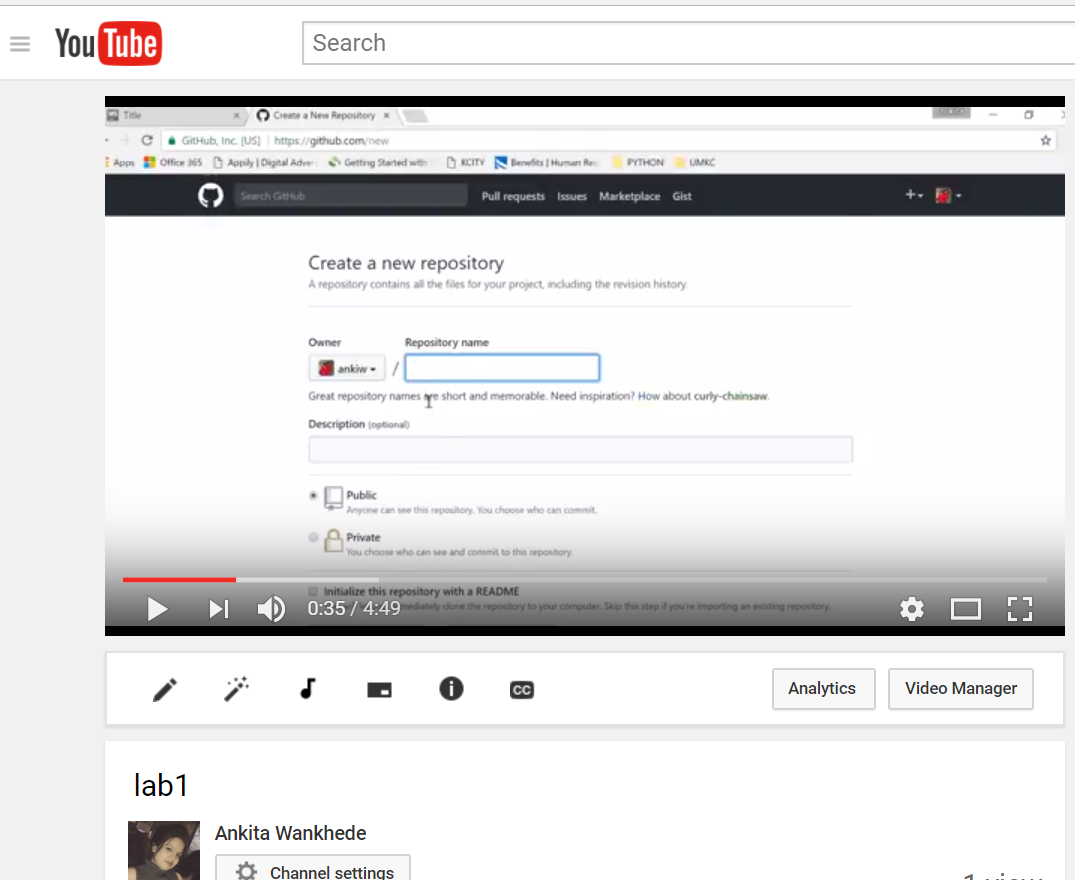 YouTube Search
Title Create a New Repository
GitHub, Inc. [US] https://github.com/new
Apps Office 365 Appily | Digital Adve Getting Started with KCITY Benefits | Human Re PYTHON UMKC
Search GitHub Pull requests Issues Marketplace Gist
Create a new repository
A repository contains all the files for your project, including the revision history.
Owner Repository name
ankiw /
Great repository names are short and memorable. Need inspiration? How about curly-chainsaw.
Description (optional)
Public
Anyone can see this repository. You choose who can commit.
Private
You choose who can see and commit to this repository.
Initialize this repository with a README
0:35 / 4:49 mediately clone the repository to your computer. Skip this step if you're importing an existing repository.
CC Analytics Video Manager
lab1
Ankita Wankhede
Channel settings